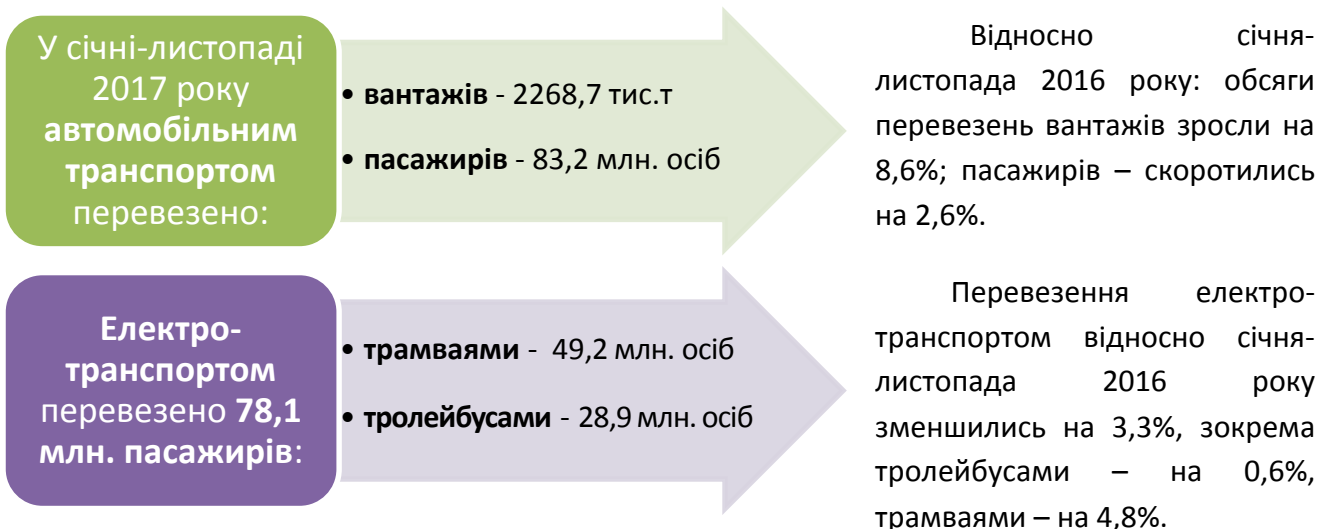 У січні-листопаді
2017 року
автомобільним
транспортом
перевезено:
• вантажів - 2268,7 тис.т
• пасажирів - 83,2 млн. осіб
Відносно січня-
листопада 2016 року: обсяги
перевезень вантажів зросли на
8,6%; пасажирів – скоротились
на 2,6%.
Електро-
транспортом
перевезено 78,1
млн. пасажирів:
• трамваями - 49,2 млн. осіб
• тролейбусами - 28,9 млн. осіб
Перевезення електро-
транспортом відносно січня-
листопада 2016 року
зменшились на 3,3%, зокрема
тролейбусами – на 0,6%,
трамваями – на 4,8%.